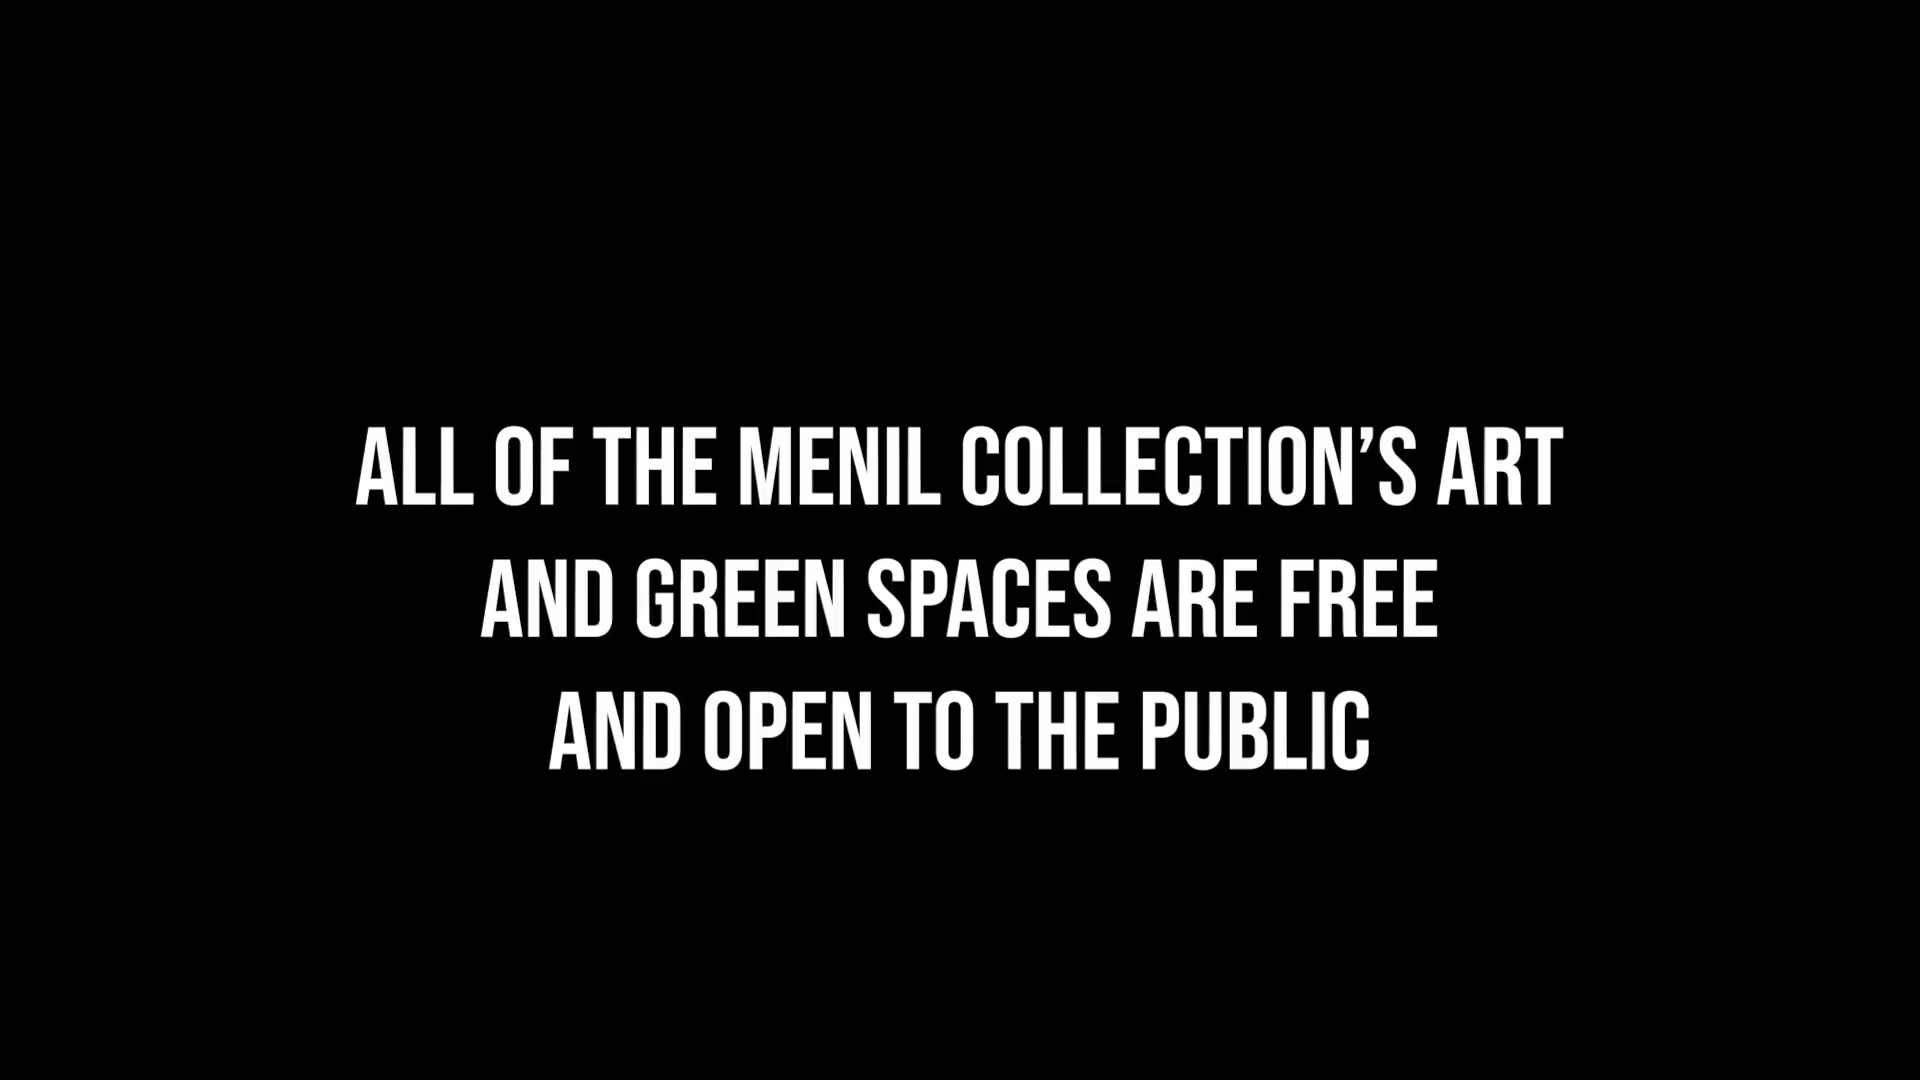 ALL OF THE MENIL COLLECTION’S ART
AND GREEN SPACES ARE FREE
AND OPEN TO THE PUBLIC